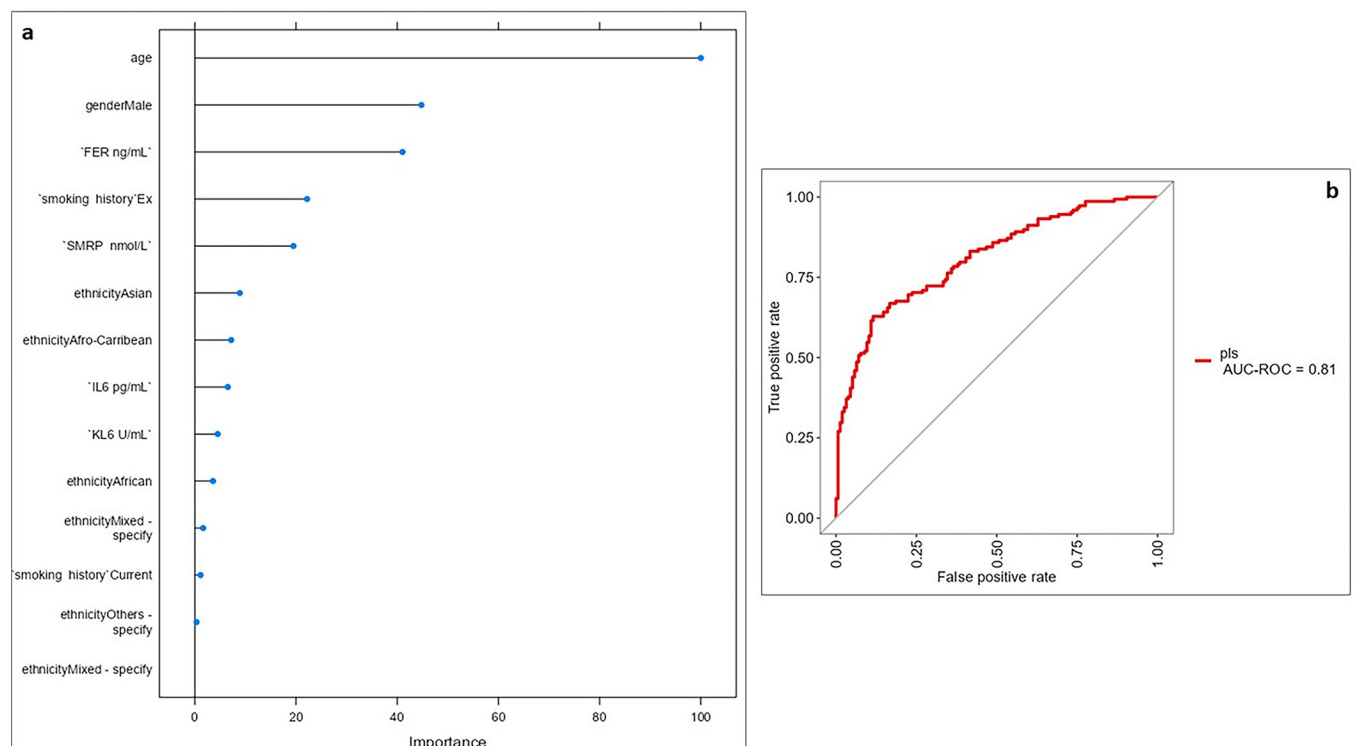 a
age
genderMale
`FER ng/mL`
`smoking history`Ex
`SMRP nmol/L`
ethnicityAsian
ethnicityAfro-Carribean
`IL6 pg/mL`
`KL6 U/mL`
ethnicityAfrican
ethnicityMixed -
specify
`smoking history`Current
ethnicityOthers -
specify
ethnicityMixed - specify
0 20 40 60 80 100
Importance
b
1.00
0.75
0.50
0.25
0.00
True positive rate
0.00 0.25 0.50 0.75 1.00
False positive rate
pls
AUC-ROC = 0.81